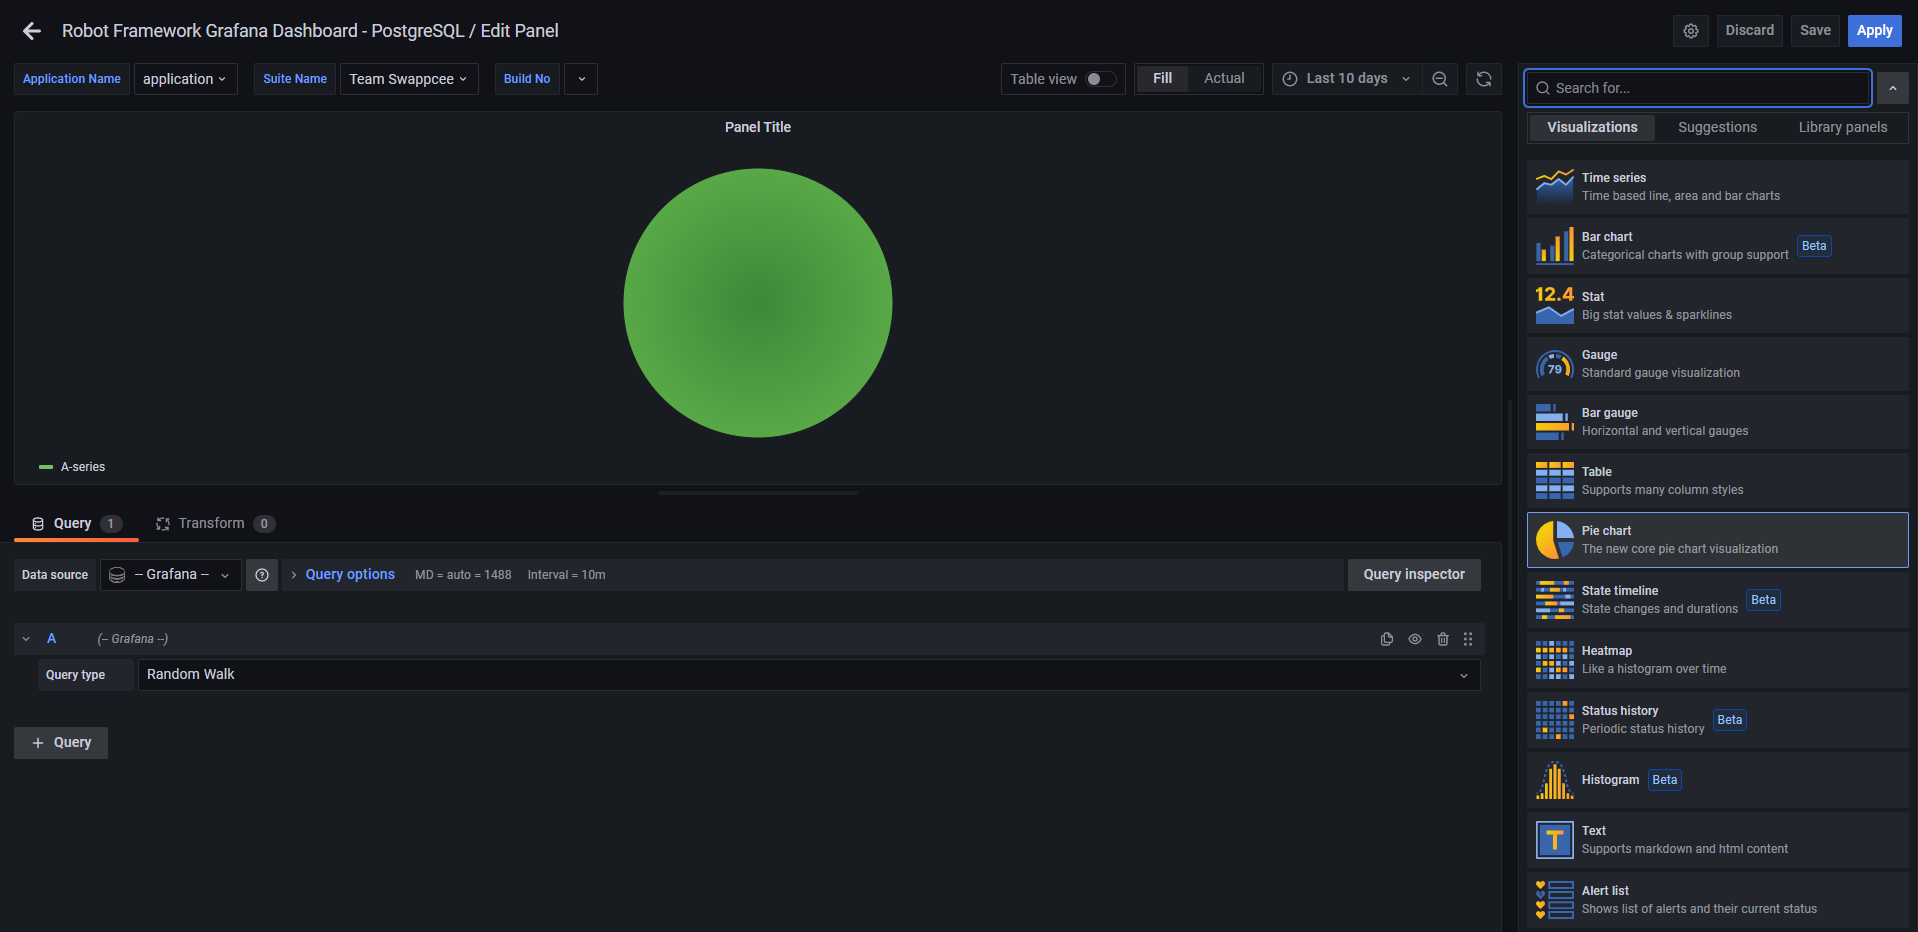 Robot Framework Grafana Dashboard - PostgreSQL / Edit Panel
Discard
Save
Apply
Application Name
application
Suite Name
Team Swappcee
Build No
Table view
Fill
Actual
Last 10 days
Panel Title
A-series
Query 1
Transform 0
Data source
-- Grafana --
Query options
MD = auto = 1488
Interval = 10m
Query inspector
A
(-- Grafana --)
Query type
Random Walk
+ Query
Search for...
Visualizations
Suggestions
Library panels
Time series
Time based line, area and bar charts
Bar chart
Categorical charts with group support
Beta
12.4
Stat
Big stat values & sparklines
79
Gauge
Standard gauge visualization
Bar gauge
Horizontal and vertical gauges
Table
Supports many column styles
Pie chart
The new core pie chart visualization
State timeline
State changes and durations
Beta
Heatmap
Like a histogram over time
Status history
Periodic status history
Beta
Histogram
Beta
T
Text
Supports markdown and html content
Alert list
Shows list of alerts and their current status